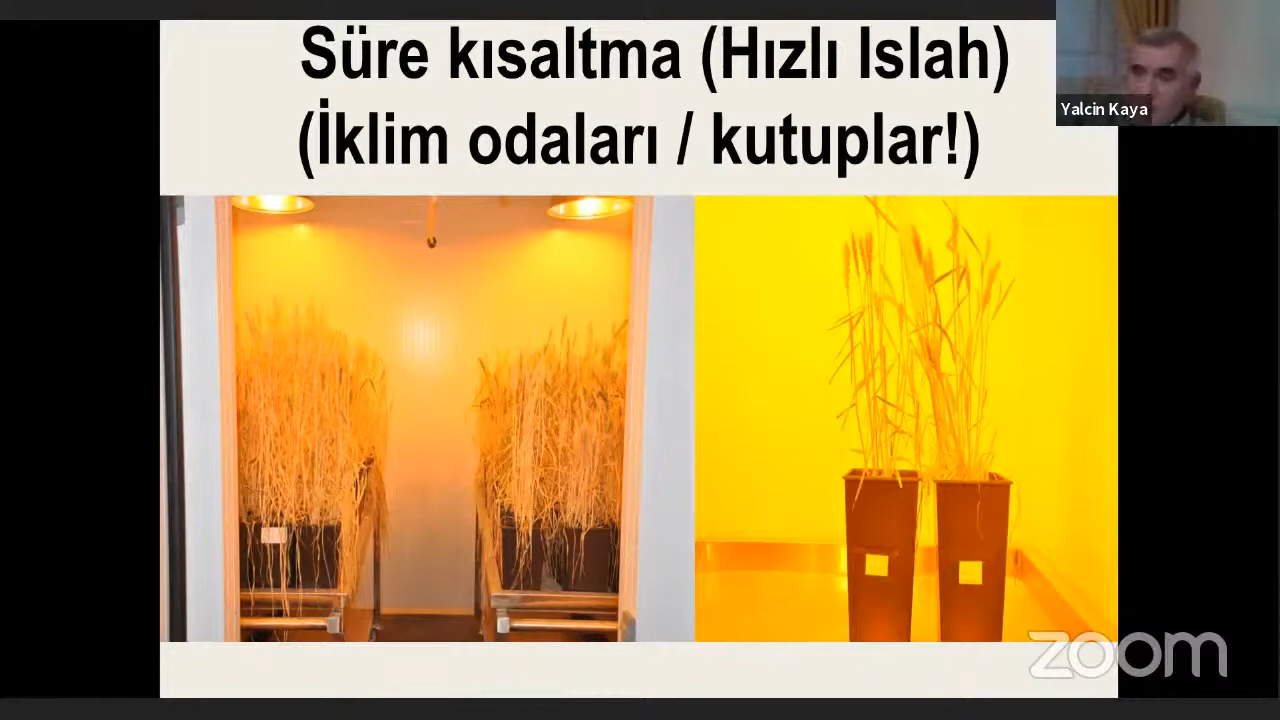 Süre kısaltma (Hızlı Islah)
(İklim odaları / kutuplar!)
Yalcin Kaya
zoom